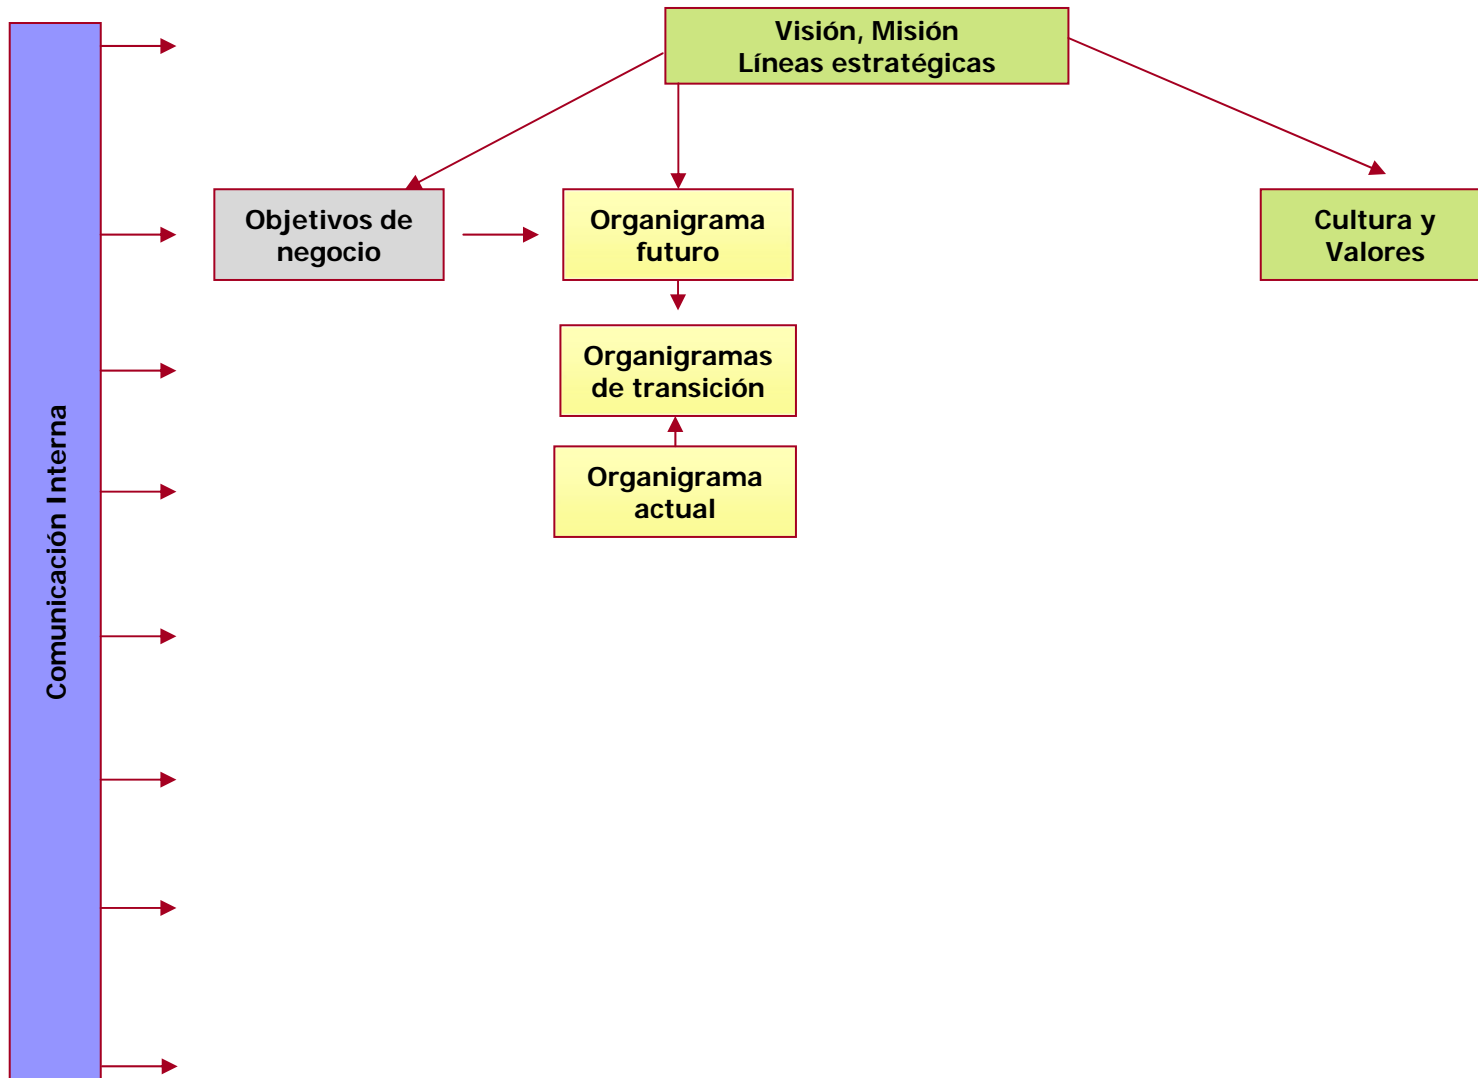 Visión, Misión
Líneas estratégicas
Objetivos de
negocio
Organigrama
futuro
Cultura y
Valores
Organigramas
de transición
Organigrama
actual
Comunicación Interna